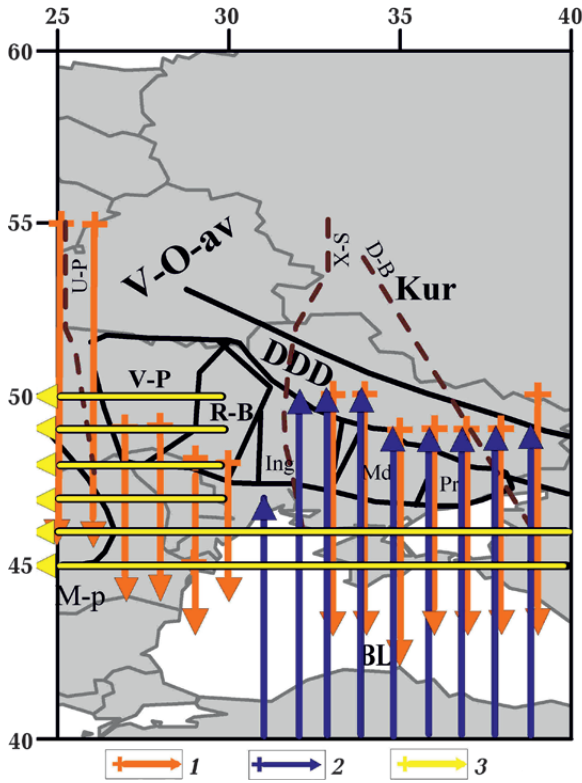 25 30 35 40
60
55
50
45
40
U-P
X-S
D-B
V-O-av
Kur
DDD
V-P
R-B
Ing
Md
Pr
M-p
BL
1 2 3